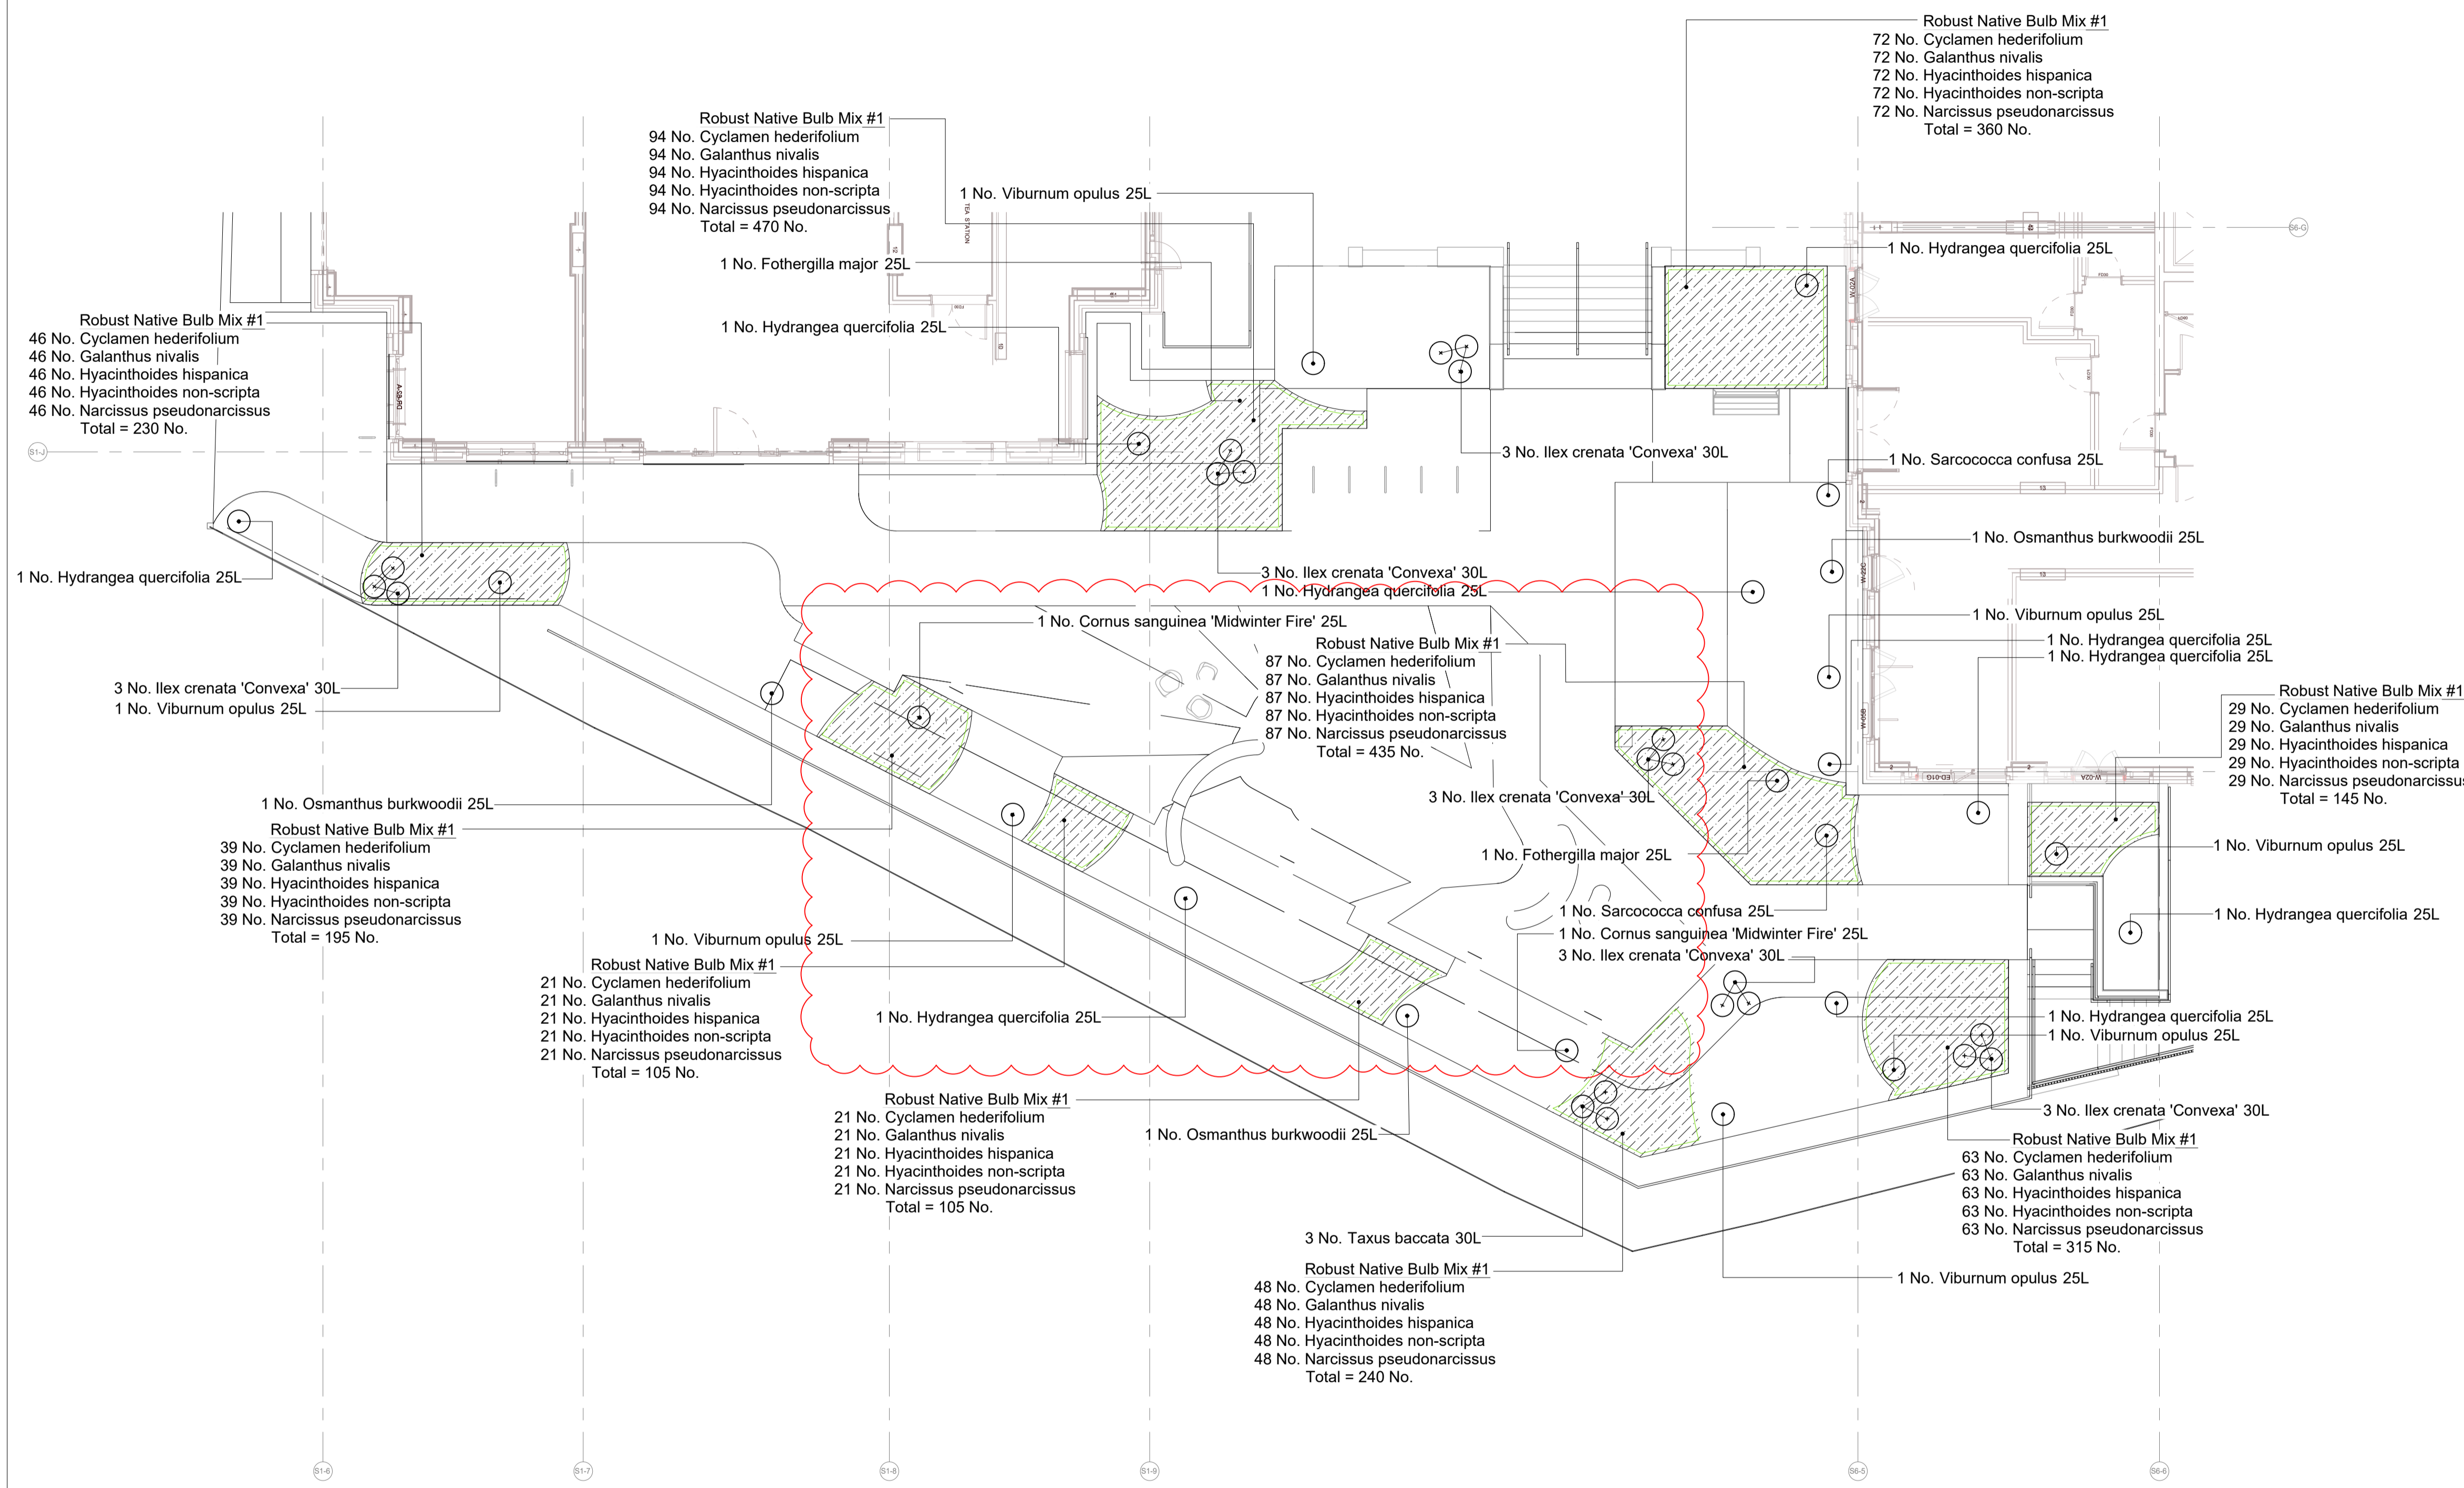 Robust Native Bulb Mix #1
72 No. Cyclamen hederifolium
72 No. Galanthus nivalis
72 No. Hyacinthoides hispanica
72 No. Hyacinthoides non-scripta
72 No. Narcissus pseudonarcissus
Total = 360 No.
Robust Native Bulb Mix #1
94 No. Cyclamen hederifolium
94 No. Galanthus nivalis
94 No. Hyacinthoides hispanica
94 No. Hyacinthoides non-scripta
94 No. Narcissus pseudonarcissus
Total = 470 No.
1 No. Viburnum opulus 25L
TEA STATION
S6-G
1 No. Hydrangea quercifolia 25L
1 No. Fothergilla major 25L
1 No. Hydrangea quercifolia 25L
W-02A
Robust Native Bulb Mix #1
46 No. Cyclamen hederifolium
46 No. Galanthus nivalis
46 No. Hyacinthoides hispanica
46 No. Hyacinthoides non-scripta
46 No. Narcissus pseudonarcissus
Total = 230 No.
S1-J
3 No. Ilex crenata 'Convexa' 30L
1 No. Sarcococca confusa 25L
13
1 No. Osmanthus burkwoodii 25L
1 No. Hydrangea quercifolia 25L
3 No. Ilex crenata 'Convexa' 30L
1 No. Hydrangea quercifolia 25L
W-22C
13
1 No. Viburnum opulus 25L
1 No. Cornus sanguinea 'Midwinter Fire' 25L
1 No. Hydrangea quercifolia 25L
1 No. Hydrangea quercifolia 25L
Robust Native Bulb Mix #1
87 No. Cyclamen hederifolium
87 No. Galanthus nivalis
87 No. Hyacinthoides hispanica
87 No. Hyacinthoides non-scripta
87 No. Narcissus pseudonarcissus
Total = 435 No.
3 No. Ilex crenata 'Convexa' 30L
1 No. Viburnum opulus 25L
W-05B
Robust Native Bulb Mix #1
29 No. Cyclamen hederifolium
29 No. Galanthus nivalis
29 No. Hyacinthoides hispanica
29 No. Hyacinthoides non-scripta
29 No. Narcissus pseudonarcissus
Total = 145 No.
ED-01G
W-02A
3 No. Ilex crenata 'Convexa' 30L
1 No. Osmanthus burkwoodii 25L
Robust Native Bulb Mix #1
39 No. Cyclamen hederifolium
39 No. Galanthus nivalis
39 No. Hyacinthoides hispanica
39 No. Hyacinthoides non-scripta
39 No. Narcissus pseudonarcissus
Total = 195 No.
1 No. Viburnum opulus 25L
1 No. Fothergilla major 25L
1 No. Sarcococca confusa 25L
1 No. Hydrangea quercifolia 25L
1 No. Cornus sanguinea 'Midwinter Fire' 25L
3 No. Ilex crenata 'Convexa' 30L
1 No. Viburnum opulus 25L
Robust Native Bulb Mix #1
21 No. Cyclamen hederifolium
21 No. Galanthus nivalis
21 No. Hyacinthoides hispanica
21 No. Hyacinthoides non-scripta
21 No. Narcissus pseudonarcissus
Total = 105 No.
1 No. Hydrangea quercifolia 25L
1 No. Hydrangea quercifolia 25L
1 No. Viburnum opulus 25L
Robust Native Bulb Mix #1
21 No. Cyclamen hederifolium
21 No. Galanthus nivalis
21 No. Hyacinthoides hispanica
21 No. Hyacinthoides non-scripta
21 No. Narcissus pseudonarcissus
Total = 105 No.
1 No. Osmanthus burkwoodii 25L
3 No. Ilex crenata 'Convexa' 30L
Robust Native Bulb Mix #1
63 No. Cyclamen hederifolium
63 No. Galanthus nivalis
63 No. Hyacinthoides hispanica
63 No. Hyacinthoides non-scripta
63 No. Narcissus pseudonarcissus
Total = 315 No.
3 No. Taxus baccata 30L
Robust Native Bulb Mix #1
48 No. Cyclamen hederifolium
48 No. Galanthus nivalis
48 No. Hyacinthoides hispanica
48 No. Hyacinthoides non-scripta
48 No. Narcissus pseudonarcissus
Total = 240 No.
1 No. Viburnum opulus 25L
S1-6
S1-7
S1-8
S1-9
S6-5
S6-6